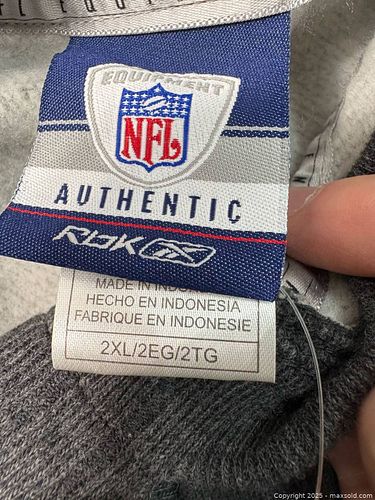 EQUIPMENT
NFL
AUTHENTIC
RBK
MADE IN INDONESIA
HECHO EN INDONESIA
FABRIQUE EN INDONESIE
2XL/2EG/2TG
Copyright 2025 - maxsold.com